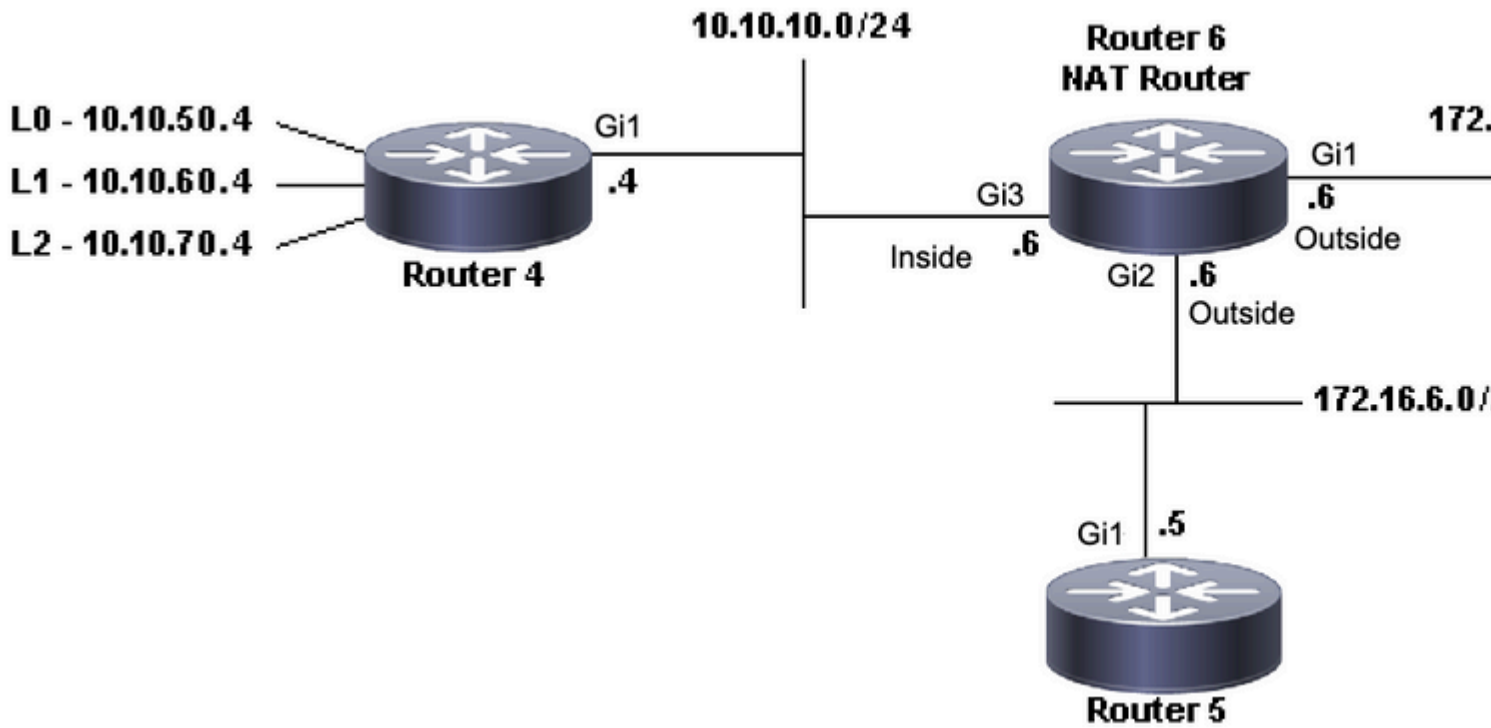 10.10.10.0/24
Router 6
NAT Router
L0 - 10.10.50.4
L1 - 10.10.60.4
L2 - 10.10.70.4
Gi1
.4
Router 4
Gi3
.6
Inside
172.
Gi1
.6
Outside
Gi2
.6
Outside
172.16.6.0/
Gi1
.5
Router 5